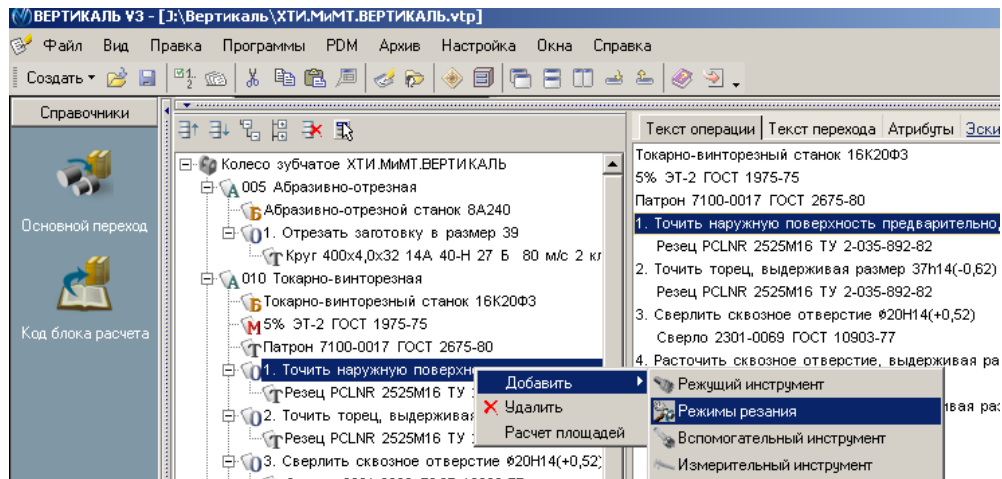 ВЕРТИКАЛЬ V3 - [J:\Вертикаль\ХТИ.МиМТ.ВЕРТИКАЛЬ.vtp]
Файл Вид Правка Программы PDM Архив Настройка Окна Справка
Создать
Справочники
Основной переход
Код блока расчета
Колесо зубчатое ХТИ.МиМТ.ВЕРТИКАЛЬ
005 Абразивно-отрезная
Абразивно-отрезной станок 8А240
1. Отрезать заготовку в размер 39
Круг 400х4,0х32 14А 40-Н 27 Б 80 м/с 2 кл
010 Токарно-винторезная
Токарно-винторезный станок 16К20Ф3
5% ЭТ-2 ГОСТ 1975-75
Патрон 7100-0017 ГОСТ 2675-80
1. Точить наружную поверхн
Резец PCLNR 2525M16 ТУ
2. Точить торец, выдержива
Резец PCLNR 2525M16 ТУ
3. Сверлить сквозное отверстие ø20H14(+0,52)
Добавить
Удалить
Расчет площадей
Режущий инструмент
Режимы резания
Вспомогательный инструмент
Измерительный инструмент
Текст операции Текст перехода Атрибуты Эски
Токарно-винторезный станок 16К20Ф3
5% ЭТ-2 ГОСТ 1975-75
Патрон 7100-0017 ГОСТ 2675-80
1. Точить наружную поверхность предварительно,
Резец PCLNR 2525M16 ТУ 2-035-892-82
2. Точить торец, выдерживая размер 37h14(-0,62)
Резец PCLNR 2525M16 ТУ 2-035-892-82
3. Сверлить сквозное отверстие ø20H14(+0,52)
Сверло 2301-0069 ГОСТ 10903-77
4. Расточить сквозное отверстие, выдерживая ра
ивая раз